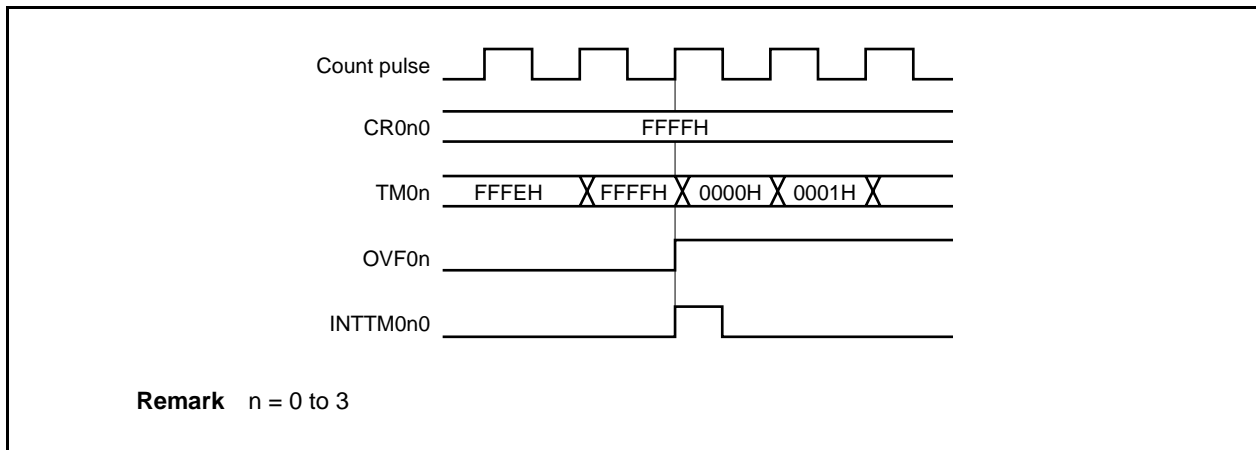 Count pulse
CR0n0 FFFFH
TM0n FFFEH FFFFH 0000H 0001H
OVF0n
INTTM0n0
Remark n = 0 to 3